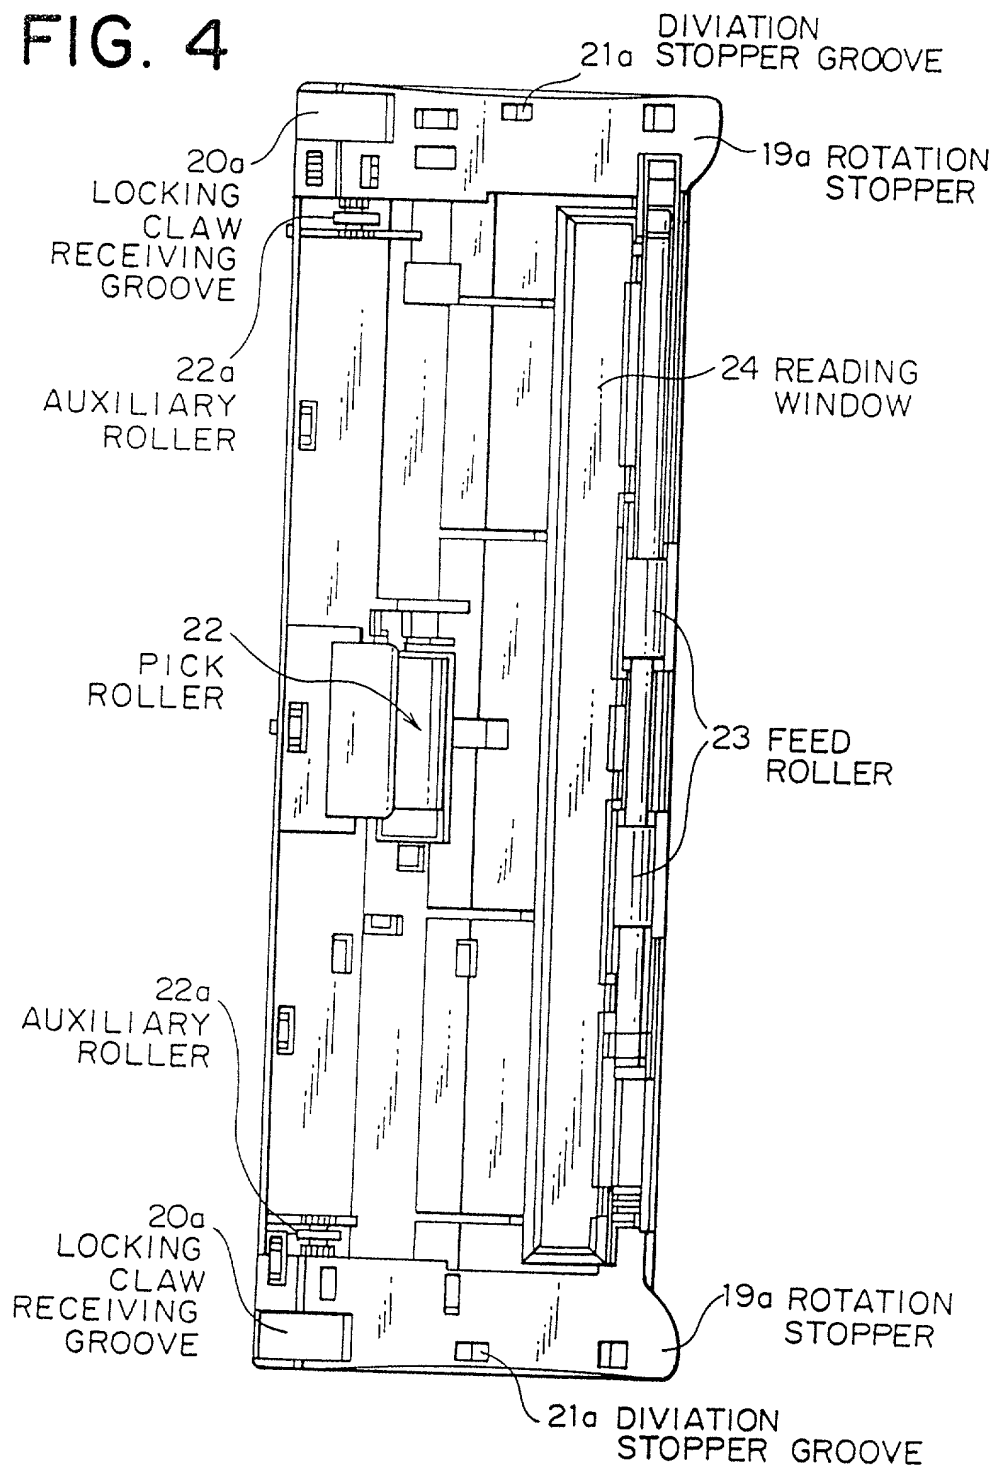 FIG. 4
DIVIATION
21a STOPPER GROOVE
20a
LOCKING
CLAW
RECEIVING
GROOVE
19a ROTATION
STOPPER
22a
AUXILIARY
ROLLER
24 READING
WINDOW
22
PICK
ROLLER
23 FEED
ROLLER
22a
AUXILIARY
ROLLER
20a
LOCKING
CLAW
RECEIVING
GROOVE
19a ROTATION
STOPPER
21a DIVIATION
STOPPER GROOVE